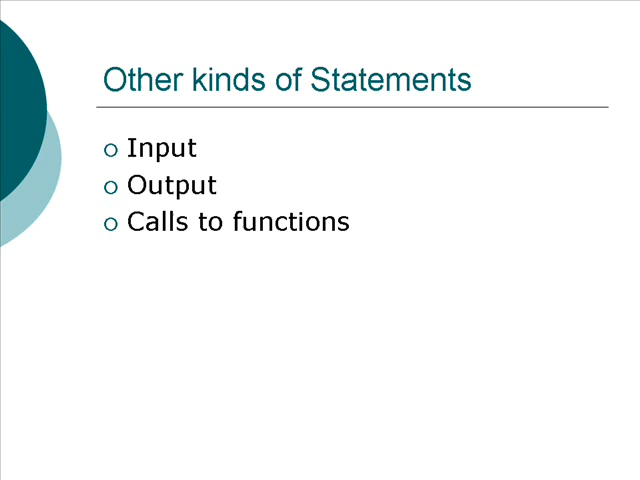 Other kinds of Statements
Input
Output
Calls to functions